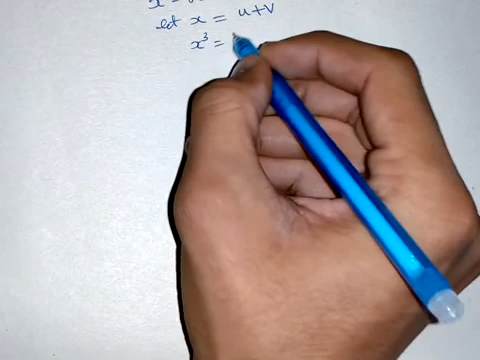 let x = u+v
x³ =